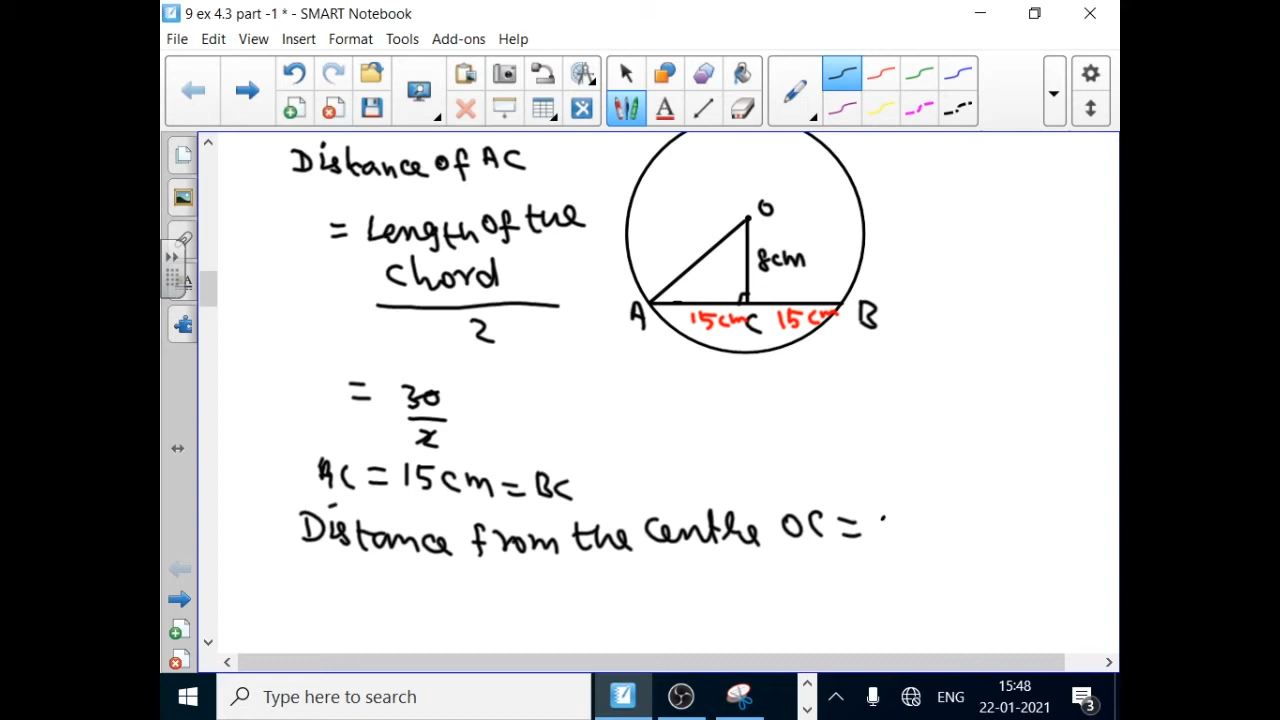 9 ex 4.3 part -1 * - SMART Notebook
File Edit View Insert Format Tools Add-ons Help
Distance of AC
= Length of the
chord
2
O
8cm
A 15cm C 15cm B
= 30
2
AC = 15cm = BC
Distance from the centre OC =
Type here to search
ENG
15:48
22-01-2021
3